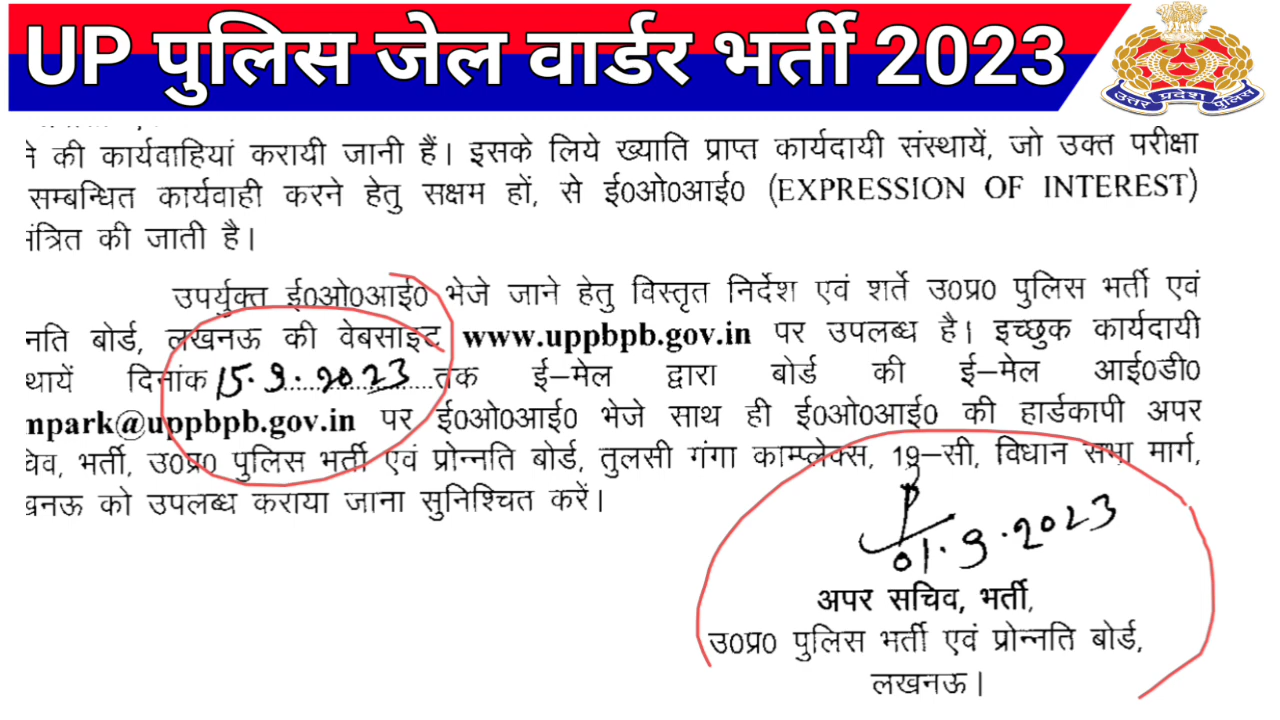 UP पुलिस जेल वार्डर भर्ती 2023
उत्तर प्रदेश पुलिस
ने की कार्यवाहियां करायी जानी हैं। इसके लिये ख्याति प्राप्त कार्यदायी संस्थायें, जो उक्त परीक्षा
सम्बन्धित कार्यवाही करने हेतु सक्षम हों, से ई0ओ0आई0 (EXPRESSION OF INTEREST)
मंत्रित की जाती है।
उपर्युक्त ई0ओ0आई0 भेजे जाने हेतु विस्तृत निर्देश एवं शर्ते उ0प्र0 पुलिस भर्ती एवं
नति बोर्ड, लखनऊ की वेबसाइट www.uppbpb.gov.in पर उपलब्ध है। इच्छुक कार्यदायी
थायें दिनांक 15.9.2023 तक ई-मेल द्वारा बोर्ड की ई-मेल आई0डी0
mpark@uppbpb.gov.in पर ई0ओ0आई0 भेजे साथ ही ई0ओ0आई0 की हार्डकापी अपर
चिव, भर्ती, उ0प्र0 पुलिस भर्ती एवं प्रोन्नति बोर्ड, तुलसी गंगा काम्प्लेक्स, 19-सी, विधान सभा मार्ग,
खनऊ को उपलब्ध कराया जाना सुनिश्चित करें।
01.9.2023
अपर सचिव, भर्ती,
उ0प्र0 पुलिस भर्ती एवं प्रोन्नति बोर्ड,
लखनऊ।